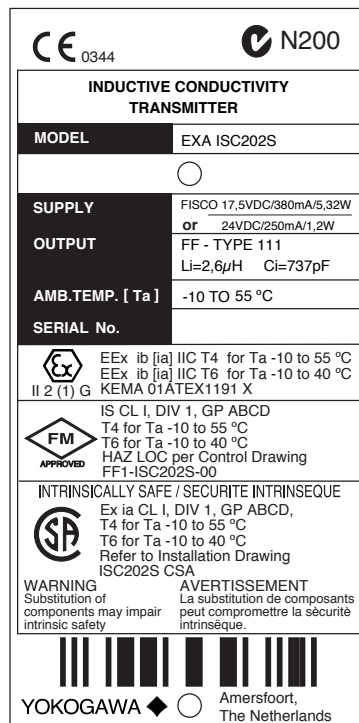 CE 0344 N200
INDUCTIVE CONDUCTIVITY
TRANSMITTER
MODEL EXA ISC202S
SUPPLY FISCO 17,5VDC/380mA/5,32W
or 24VDC/250mA/1,2W
OUTPUT FF - TYPE 111
Li=2,6µH Ci=737pF
AMB.TEMP. [ Ta ] -10 TO 55 ºC
SERIAL No.
Ex EEx ib [ia] IIC T4 for Ta -10 to 55 ºC
EEx ib [ia] IIC T6 for Ta -10 to 40 ºC
II 2 (1) G KEMA 01ATEX1191 X
IS CL I, DIV 1, GP ABCD
T4 for Ta -10 to 55 ºC
FM T6 for Ta -10 to 40 ºC
APPROVED HAZ LOC per Control Drawing
FF1-ISC202S-00
INTRINSICALLY SAFE / SECURITE INTRINSEQUE
Ex ia CL I, DIV 1, GP ABCD,
T4 for Ta -10 to 55 ºC
SA T6 for Ta -10 to 40 ºC
Refer to Installation Drawing
ISC202S CSA
WARNING
Substitution of
components may impair
intrinsic safety
AVERTISSEMENT
La substitution de composants
peut compromettre la sècurité
intrinsëque.
YOKOGAWA
Amersfoort,
The Netherlands